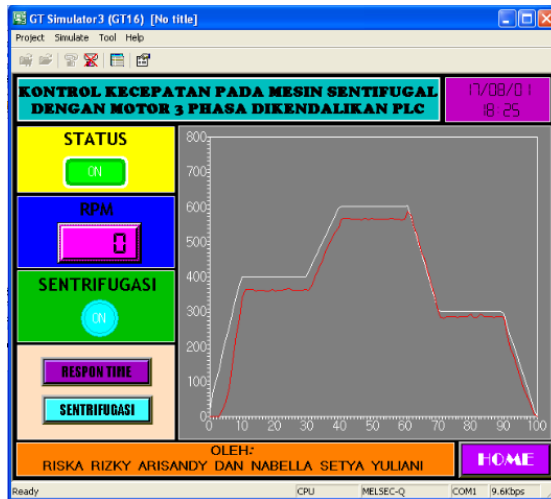 GT Simulator3 (GT16) [No title]
Project Simulate Tool Help
KONTROL KECEPATAN PADA MESIN SENTIFUGAL
DENGAN MOTOR 3 PHASA DIKENDALIKAN PLC
17/08/01
18:25
STATUS
ON
RPM
0
SENTRIFUGASI
ON
RESPON TIME
SENTRIFUGASI
800
700
600
500
400
300
200
100
0
0 10 20 30 40 50 60 70 80 90 100
OLEH:
RISKA RIZKY ARISANDY DAN NABELLA SETYA YULIANI
HOME
Ready CPU MELSEC-Q COM1 9.6Kbps